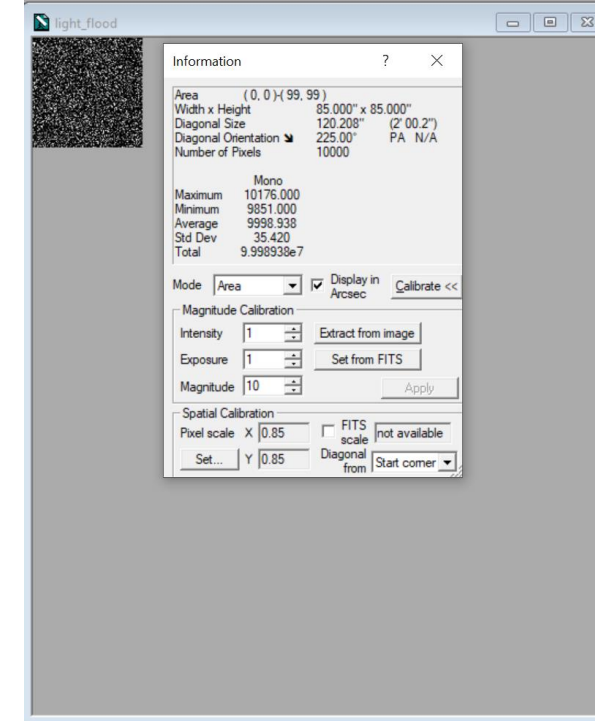 light_flood
Information ? ×
Area ( 0, 0 )-( 99, 99 )
Width x Height 85.000" x 85.000"
Diagonal Size 120.208" (2' 00.2")
Diagonal Orientation ↘ 225.00° PA N/A
Number of Pixels 10000
Mono
Maximum 10176.000
Minimum 9851.000
Average 9998.938
Std Dev 35.420
Total 9.998938e7
Mode Area Display in Arcsec Calibrate <<
Magnitude Calibration
Intensity 1 Extract from image
Exposure 1 Set from FITS
Magnitude 10 Apply
Spatial Calibration
Pixel scale X 0.85 FITS scale not available
Set... Y 0.85 Diagonal from Start corner